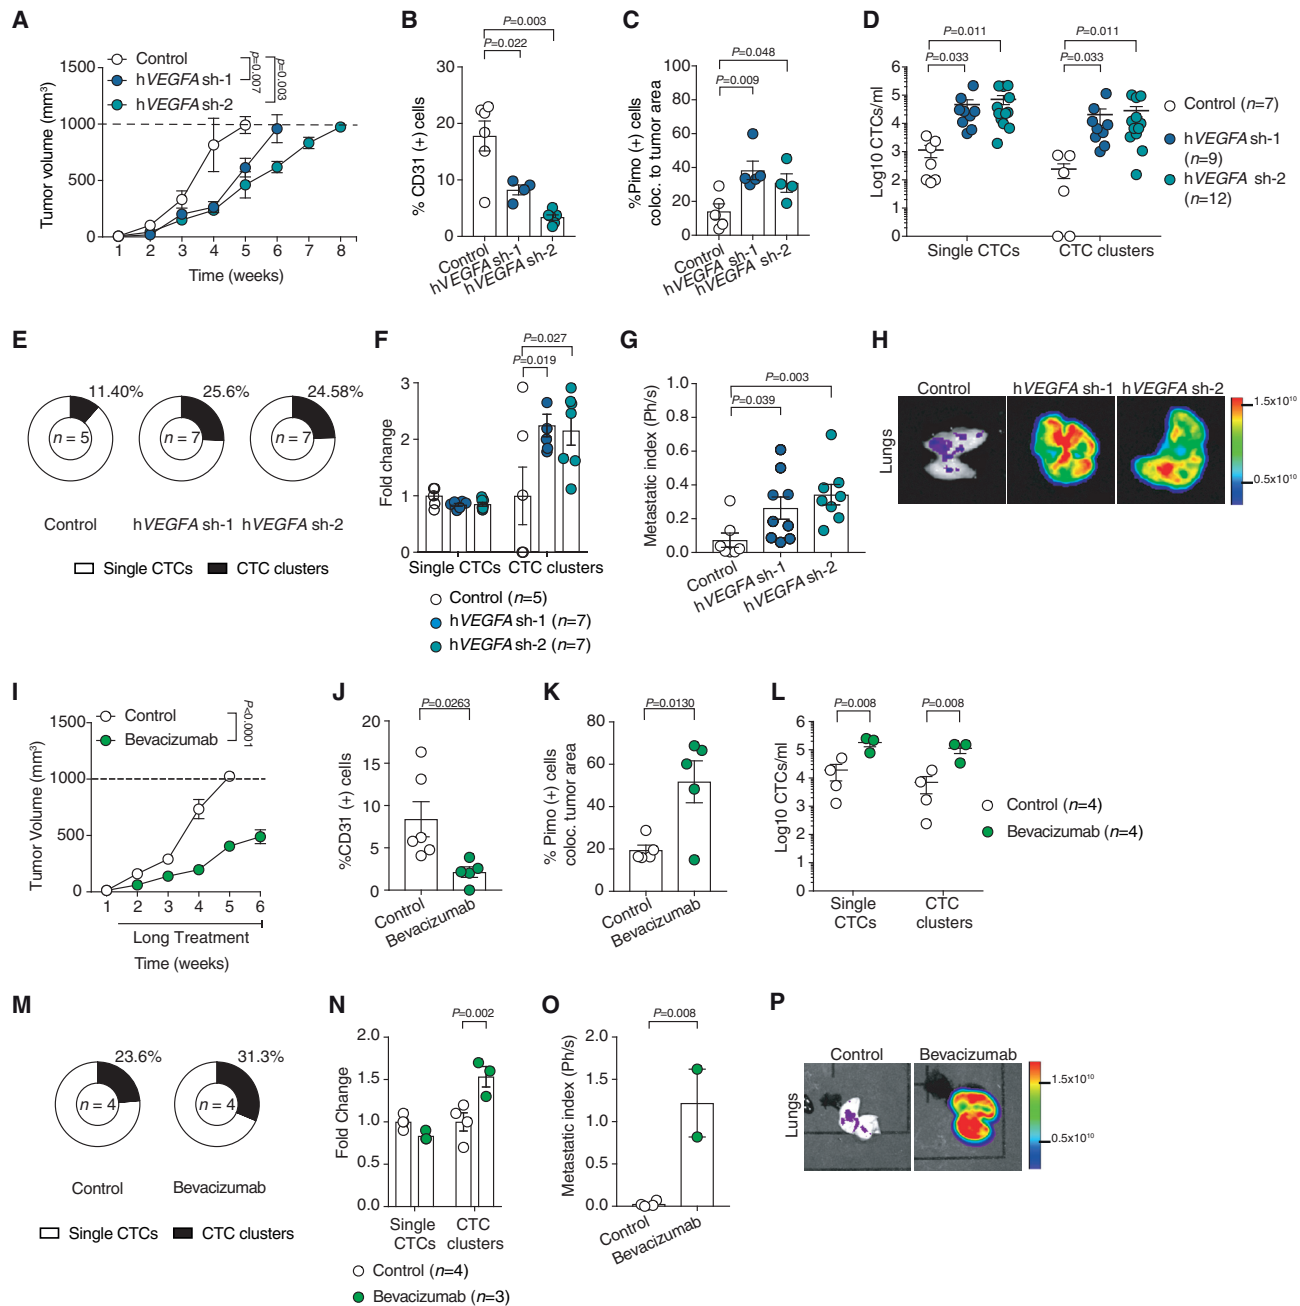 A
Control
hVEGFA sh-1
hVEGFA sh-2
P=0.007
P=0.003
Tumor volume (mm³)
1500
1000
500
0
1 2 3 4 5 6 7 8
Time (weeks)
B
P=0.003
P=0.022
% CD31 (+) cells
30
20
10
0
Control
hVEGFA sh-1
hVEGFA sh-2
C
P=0.048
P=0.009
%Pimo (+) cells
coloc. to tumor area
100
80
60
40
20
0
Control
hVEGFA sh-1
hVEGFA sh-2
D
P=0.011
P=0.033
P=0.011
P=0.033
Log10 CTCs/ml
6
5
4
3
2
1
0
Single CTCs
CTC clusters
Control (n=7)
hVEGFA sh-1
(n=9)
hVEGFA sh-2
(n=12)
E
11.40%
25.6%
24.58%
n = 5
n = 7
n = 7
Control
hVEGFA sh-1
hVEGFA sh-2
Single CTCs
CTC clusters
F
P=0.027
P=0.019
Fold change
3
2
1
0
Single CTCs
CTC clusters
Control (n=5)
hVEGFA sh-1 (n=7)
hVEGFA sh-2 (n=7)
G
P=0.003
P=0.039
Metastatic index (Ph/s)
1.0
0.8
0.6
0.4
0.2
0.0
Control
hVEGFA sh-1
hVEGFA sh-2
H
Control
hVEGFA sh-1
hVEGFA sh-2
Lungs
1.5x10¹⁰
0.5x10¹⁰
I
Control
Bevacizumab
P<0.0001
Tumor Volume (mm³)
1500
1000
500
0
1 2 3 4 5 6
Long Treatment
Time (weeks)
J
P=0.0263
%CD31 (+) cells
20
15
10
5
0
Control
Bevacizumab
K
P=0.0130
% Pimo (+) cells
coloc. tumor area
80
60
40
20
0
Control
Bevacizumab
L
P=0.008
P=0.008
Log10 CTCs/ml
6
5
4
3
2
1
0
Single
CTCs
CTC
clusters
Control (n=4)
Bevacizumab (n=4)
M
23.6%
31.3%
n = 4
n = 4
Control
Bevacizumab
Single CTCs
CTC clusters
N
P=0.002
Fold Change
2.0
1.5
1.0
0.5
0.0
Single
CTCs
CTC
clusters
Control (n=4)
Bevacizumab (n=3)
O
P=0.008
Metastatic index (Ph/s)
2.0
1.5
1.0
0.5
0.0
Control
Bevacizumab
P
Control
Bevacizumab
Lungs
1.5x10¹⁰
0.5x10¹⁰